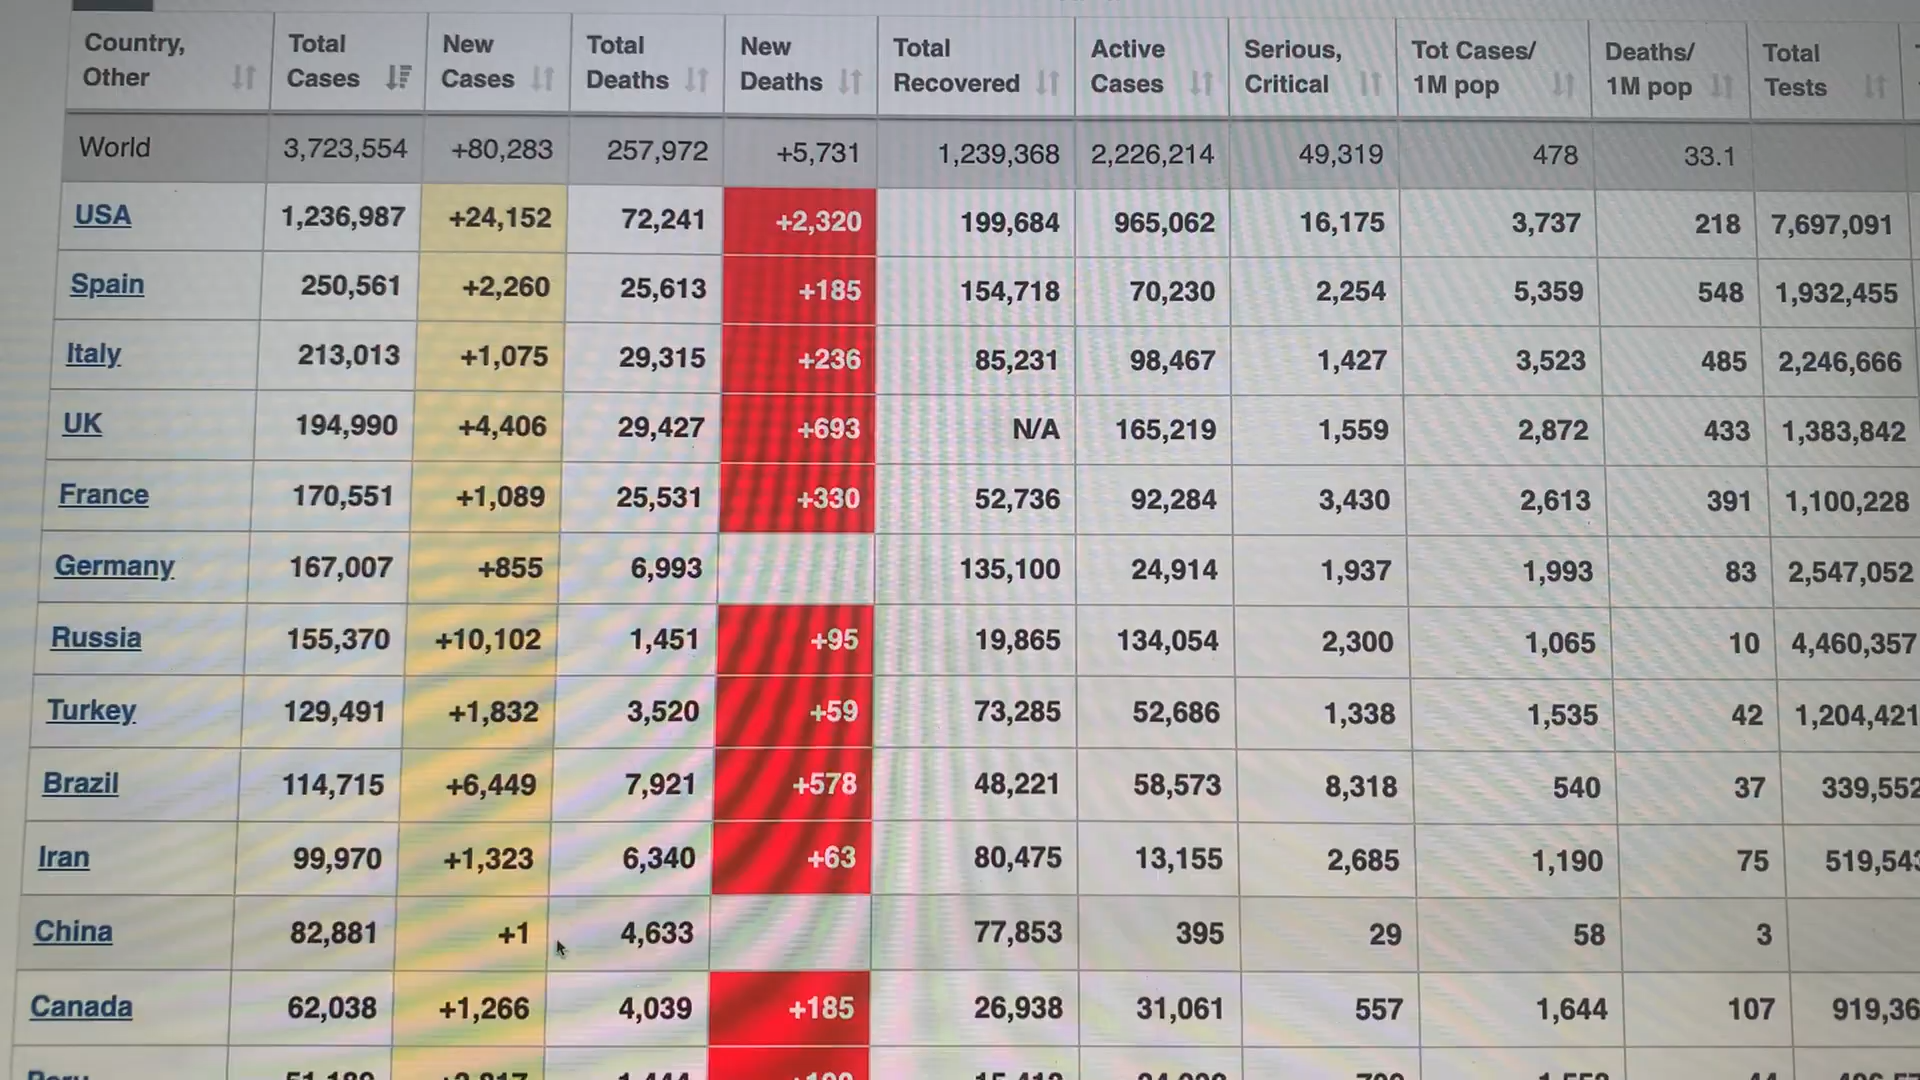 Country, Other Total Cases New Cases Total Deaths New Deaths Total Recovered Active Cases Serious, Critical Tot Cases/ 1M pop Deaths/ 1M pop Total Tests
World 3,723,554 +80,283 257,972 +5,731 1,239,368 2,226,214 49,319 478 33.1
USA 1,236,987 +24,152 72,241 +2,320 199,684 965,062 16,175 3,737 218 7,697,091
Spain 250,561 +2,260 25,613 +185 154,718 70,230 2,254 5,359 548 1,932,455
Italy 213,013 +1,075 29,315 +236 85,231 98,467 1,427 3,523 485 2,246,666
UK 194,990 +4,406 29,427 +693 N/A 165,219 1,559 2,872 433 1,383,842
France 170,551 +1,089 25,531 +330 52,736 92,284 3,430 2,613 391 1,100,228
Germany 167,007 +855 6,993 135,100 24,914 1,937 1,993 83 2,547,052
Russia 155,370 +10,102 1,451 +95 19,865 134,054 2,300 1,065 10 4,460,357
Turkey 129,491 +1,832 3,520 +59 73,285 52,686 1,338 1,535 42 1,204,421
Brazil 114,715 +6,449 7,921 +578 48,221 58,573 8,318 540 37 339,552
Iran 99,970 +1,323 6,340 +63 80,475 13,155 2,685 1,190 75 519,543
China 82,881 +1 4,633 77,853 395 29 58 3
Canada 62,038 +1,266 4,039 +185 26,938 31,061 557 1,644 107 919,36
Peru